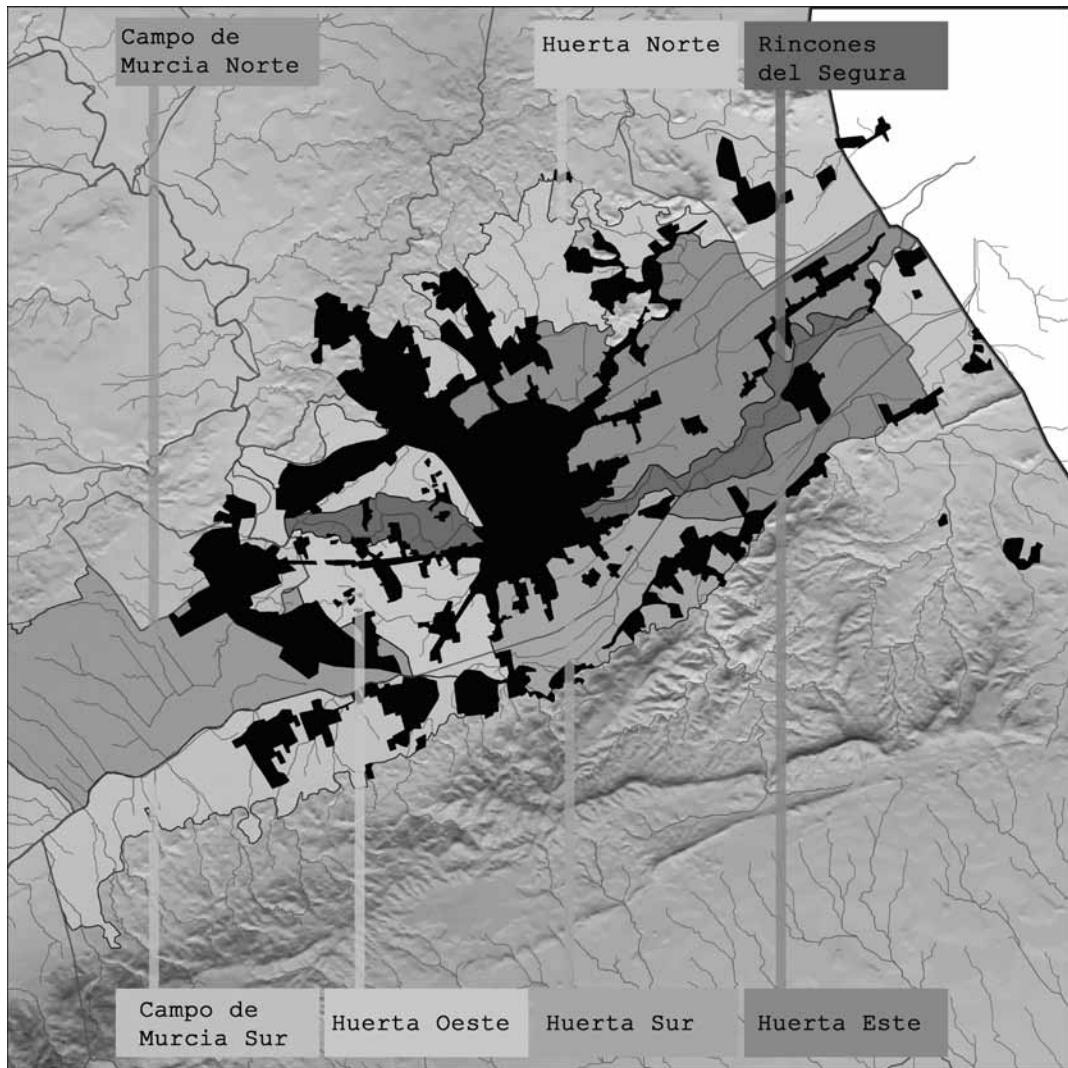 Campo de
Murcia Norte
Huerta Norte
Rincones
del Segura
Campo de
Murcia Sur
Huerta Oeste
Huerta Sur
Huerta Este